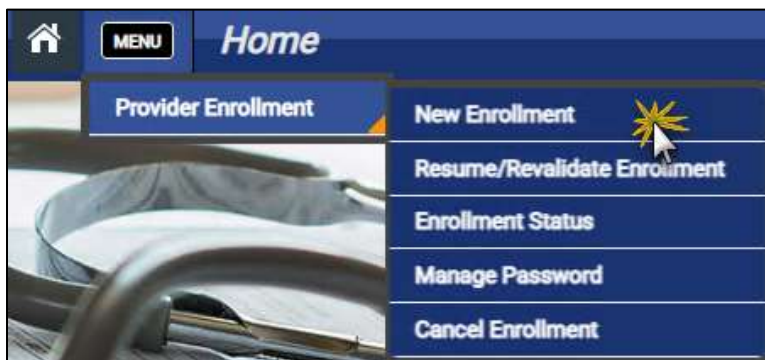 MENU Home
Provider Enrollment
New Enrollment
Resume/Revalidate Enrollment
Enrollment Status
Manage Password
Cancel Enrollment